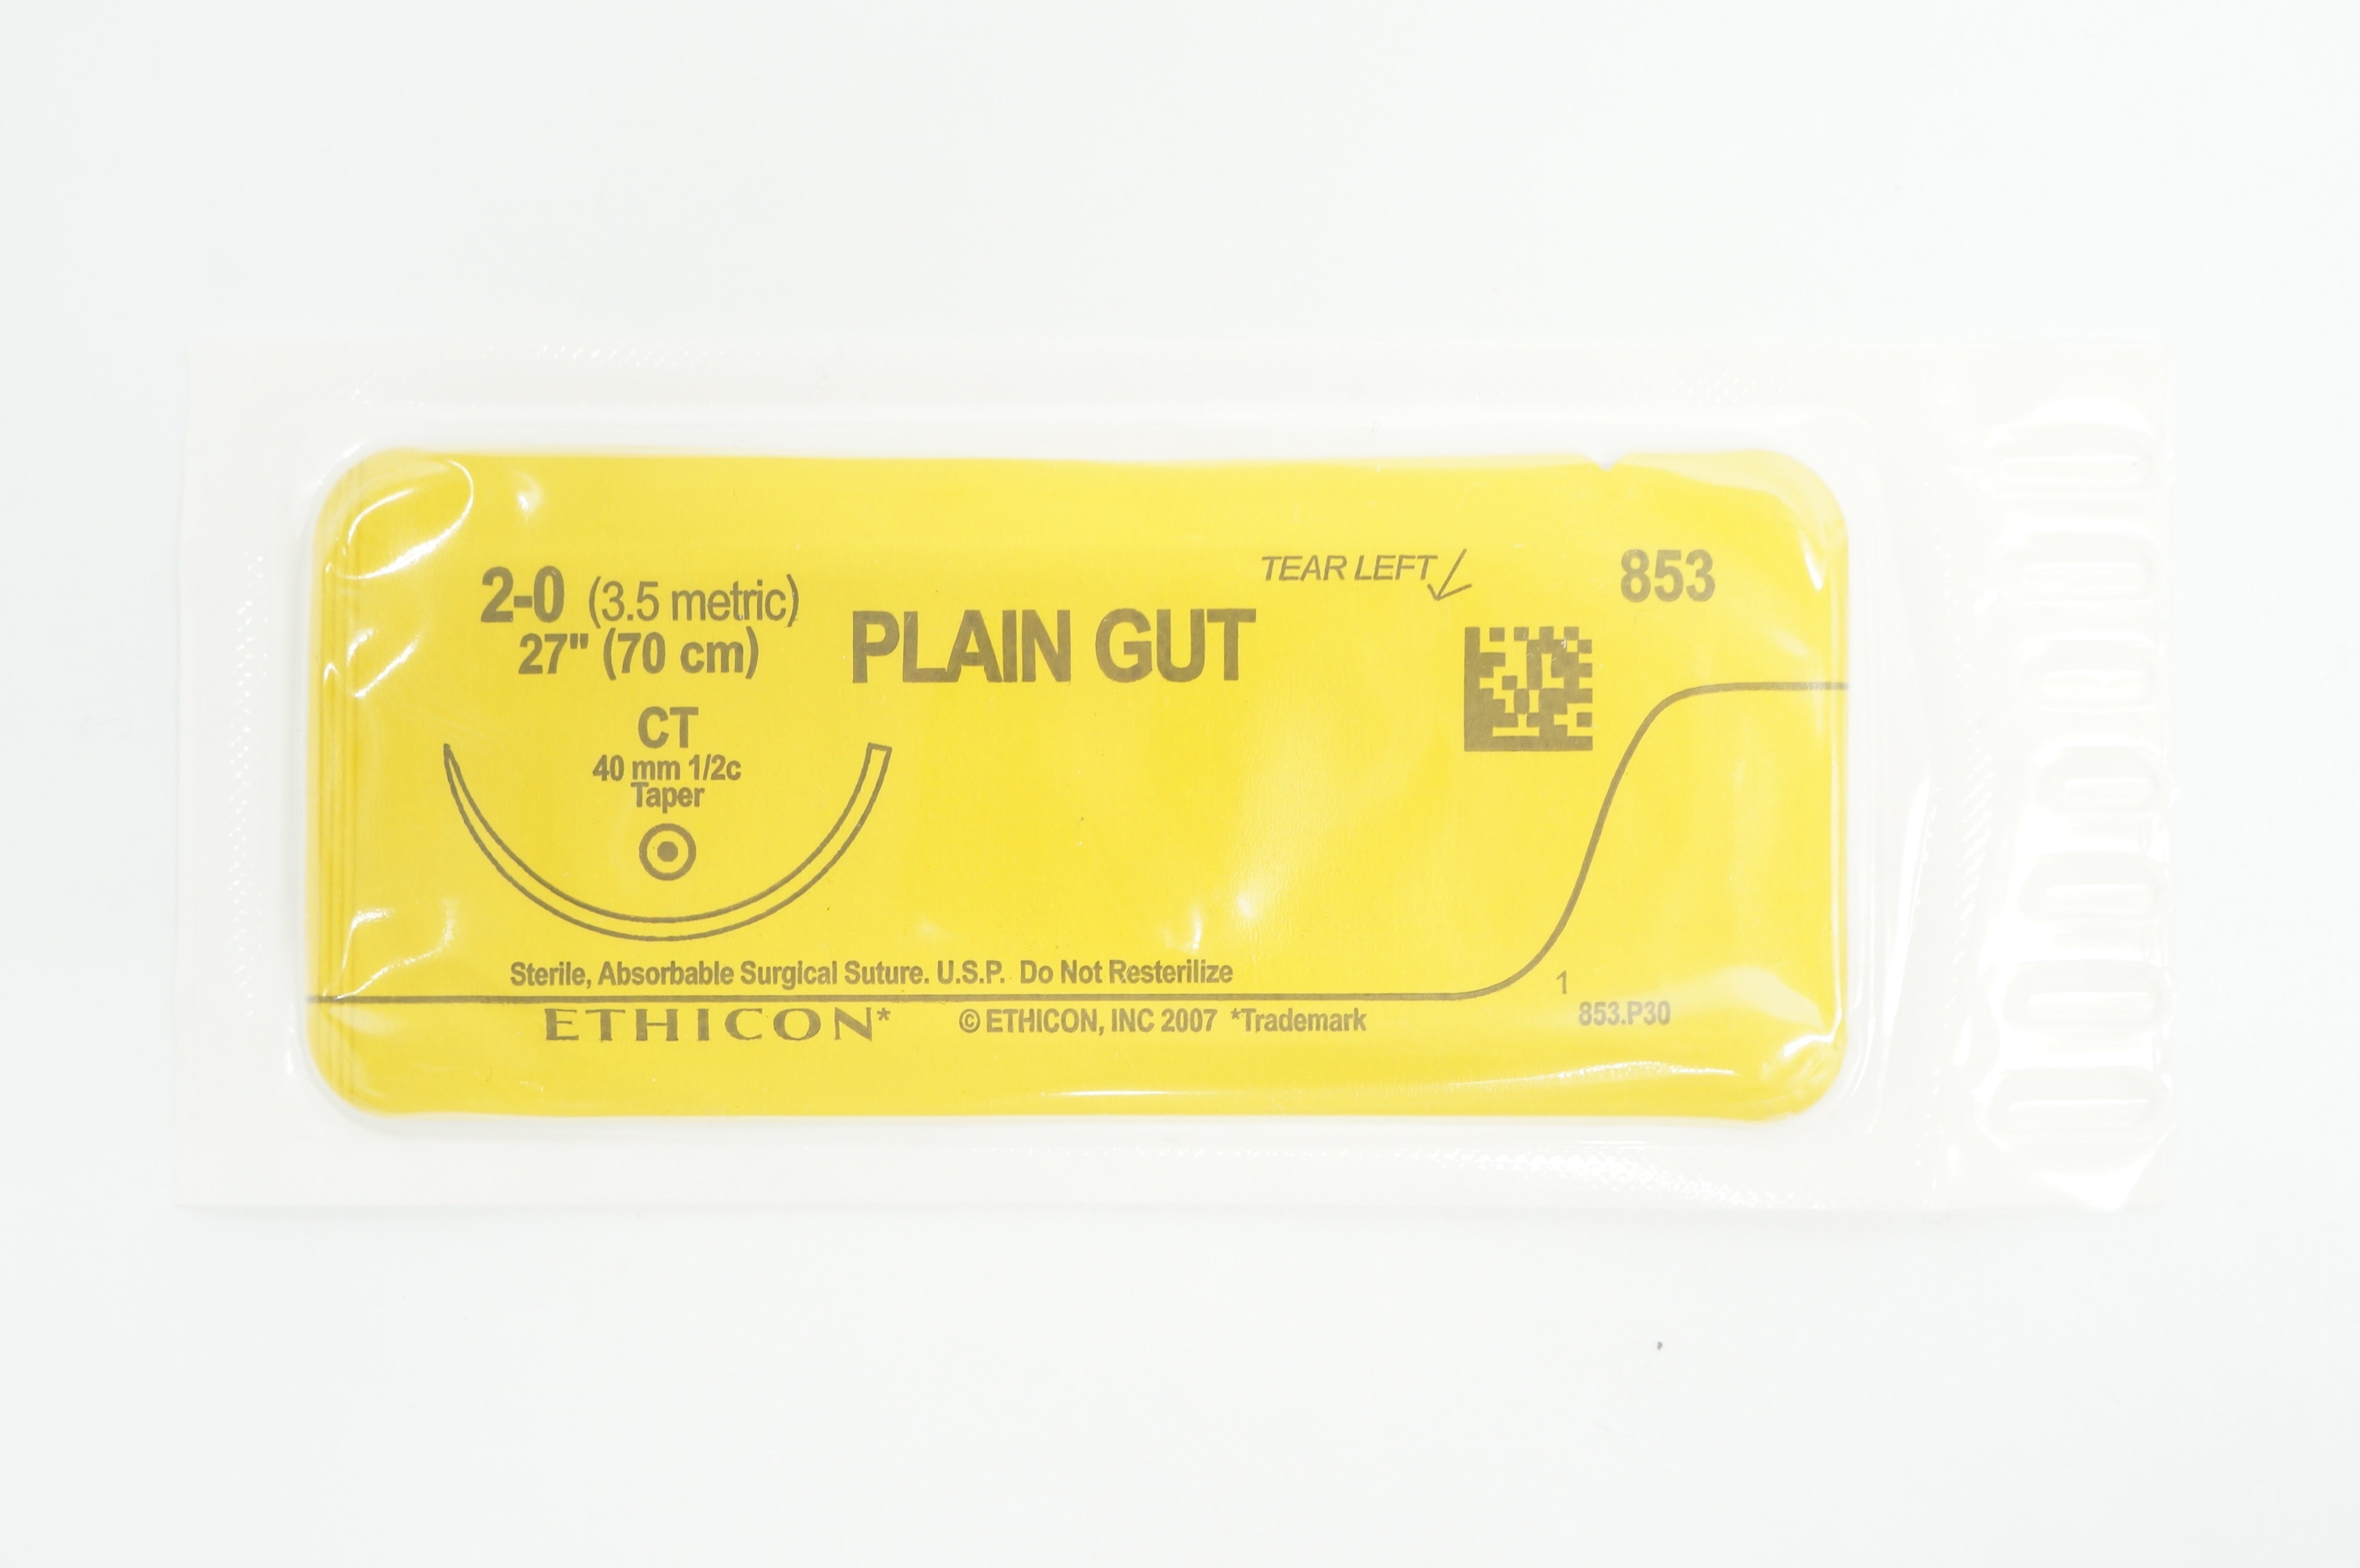 2-0 (3.5 metric)
27" (70 cm)
PLAIN GUT
TEAR LEFT
853
CT
40 mm 1/2c
Taper
Sterile, Absorbable Surgical Suture. U.S.P. Do Not Resterilize
1
853.P30
ETHICON* © ETHICON, INC 2007 *Trademark